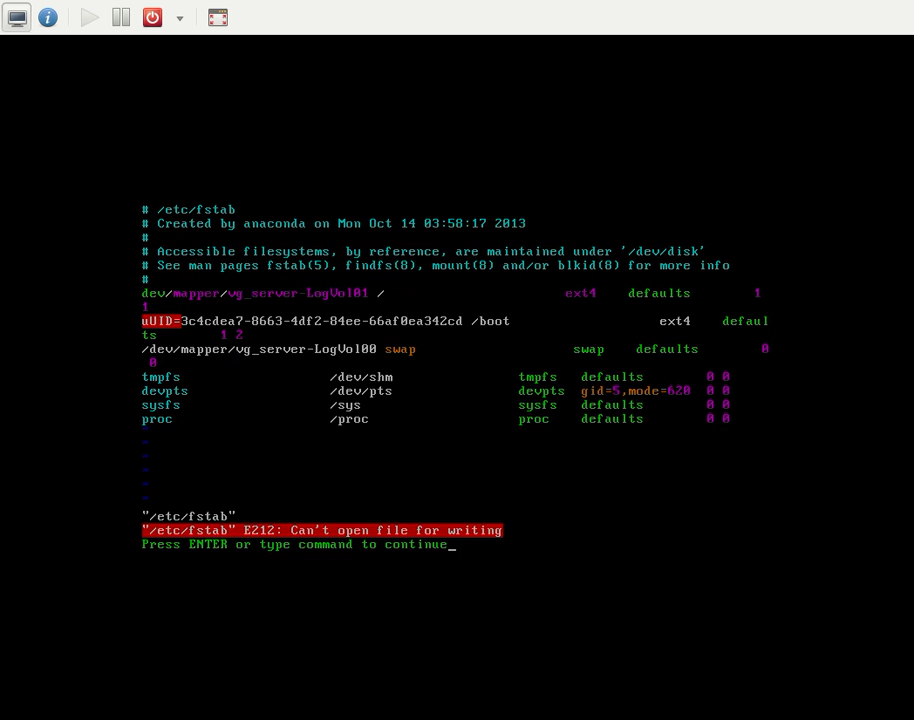 # /etc/fstab
# Created by anaconda on Mon Oct 14 03:58:17 2013
#
# Accessible filesystems, by reference, are maintained under '/dev/disk'
# See man pages fstab(5), findfs(8), mount(8) and/or blkid(8) for more info
#
dev/mapper/vg_server-LogVol01 / ext4 defaults 1
1
uUID=3c4cdea7-8663-4df2-84ee-66af0ea342cd /boot ext4 defaul
ts 1 2
/dev/mapper/vg_server-LogVol00 swap swap defaults 0
0
tmpfs /dev/shm tmpfs defaults 0 0
devpts /dev/pts devpts gid=5,mode=620 0 0
sysfs /sys sysfs defaults 0 0
proc /proc proc defaults 0 0
~
~
~
~
~
~
"/etc/fstab"
"/etc/fstab" E212: Can't open file for writing
Press ENTER or type command to continue_